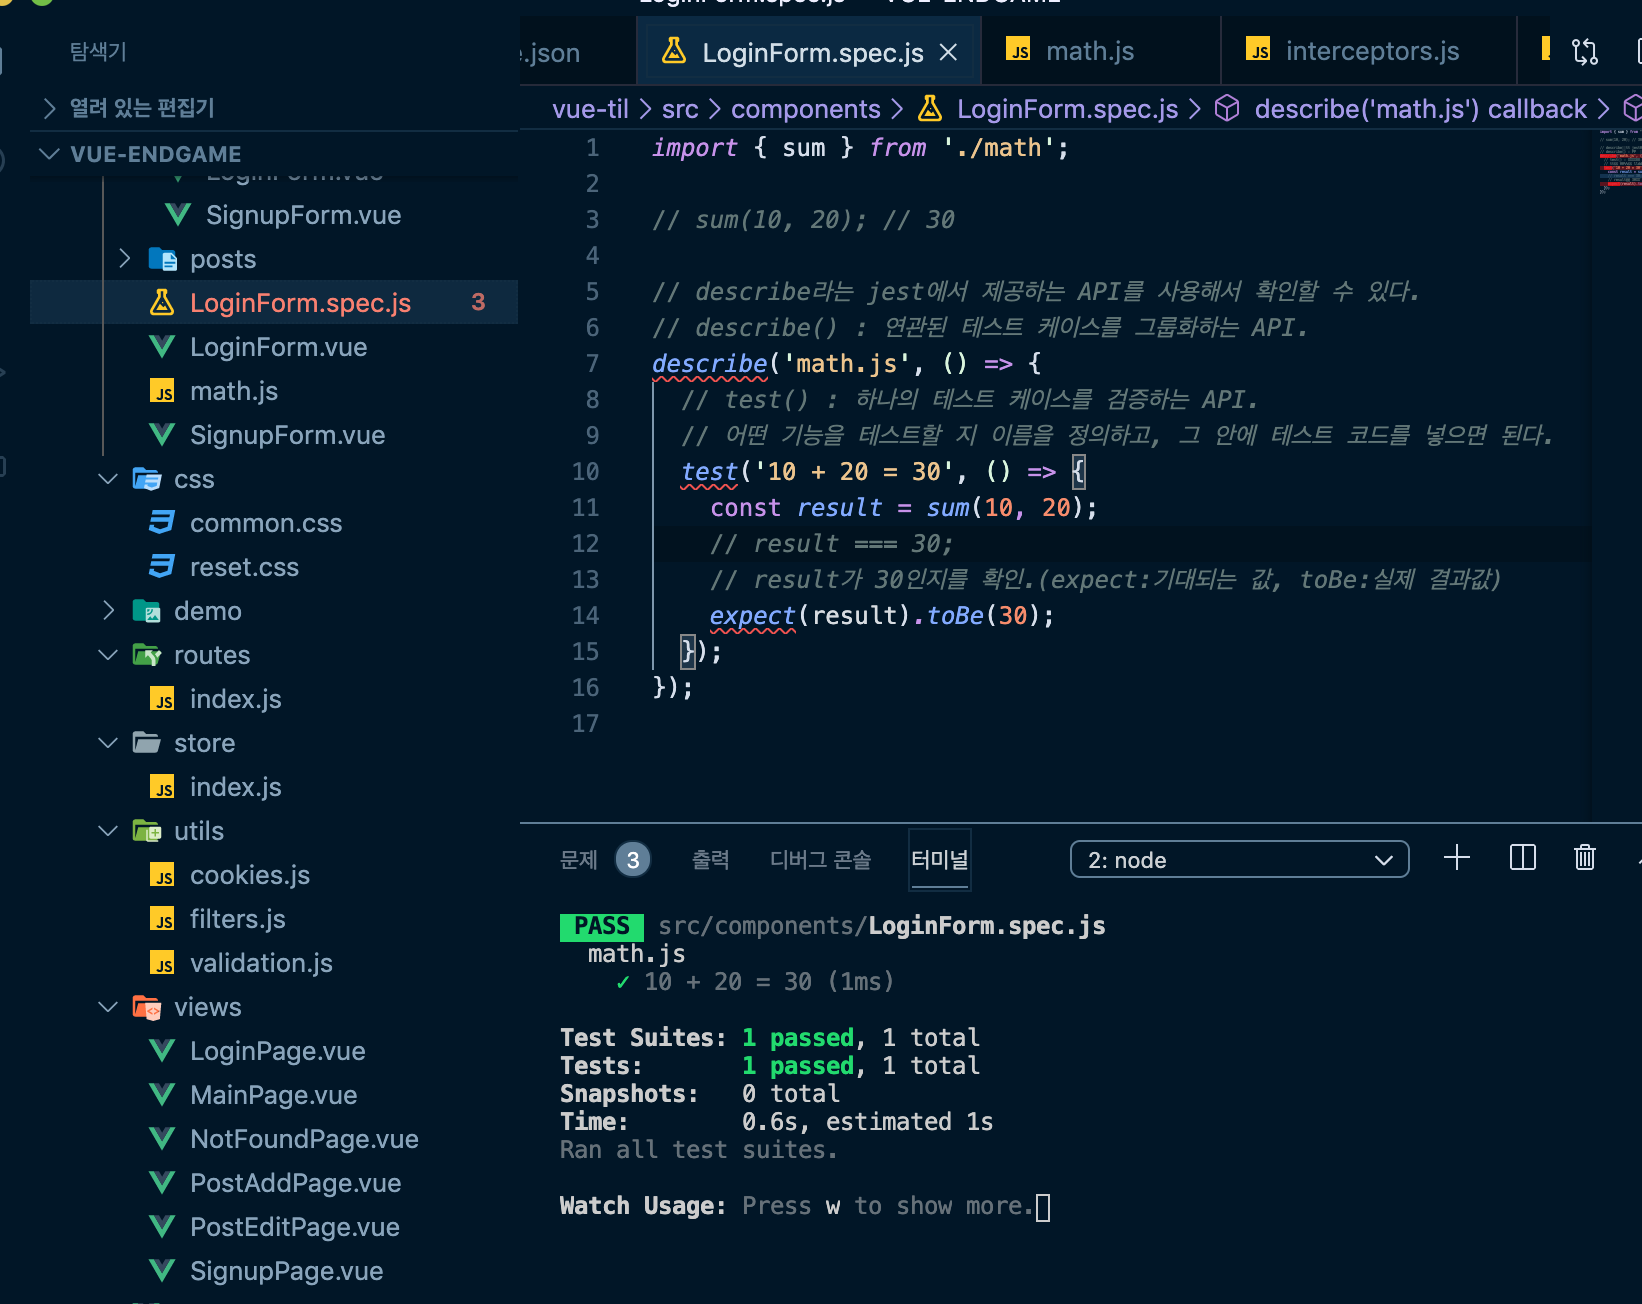 LoginForm.spec.js — VUE-ENDGAME
탐색기
열려 있는 편집기
VUE-ENDGAME
LoginForm.vue
SignupForm.vue
posts
LoginForm.spec.js 3
LoginForm.vue
math.js
SignupForm.vue
css
common.css
reset.css
demo
routes
index.js
store
index.js
utils
cookies.js
filters.js
validation.js
views
LoginPage.vue
MainPage.vue
NotFoundPage.vue
PostAddPage.vue
PostEditPage.vue
SignupPage.vue
.json
LoginForm.spec.js
JS math.js
JS interceptors.js
vue-til > src > components > LoginForm.spec.js > describe('math.js') callback >
1 import { sum } from './math';
2
3 // sum(10, 20); // 30
4
5 // describe라는 jest에서 제공하는 API를 사용해서 확인할 수 있다.
6 // describe() : 연관된 테스트 케이스를 그룹화하는 API.
7 describe('math.js', () => {
8 // test() : 하나의 테스트 케이스를 검증하는 API.
9 // 어떤 기능을 테스트할 지 이름을 정의하고, 그 안에 테스트 코드를 넣으면 된다.
10 test('10 + 20 = 30', () => {
11 const result = sum(10, 20);
12 // result === 30;
13 // result가 30인지를 확인.(expect:기대되는 값, toBe:실제 결과값)
14 expect(result).toBe(30);
15 });
16 });
17
문제 3 출력 디버그 콘솔 터미널 2: node
PASS src/components/LoginForm.spec.js
math.js
✓ 10 + 20 = 30 (1ms)
Test Suites: 1 passed, 1 total
Tests: 1 passed, 1 total
Snapshots: 0 total
Time: 0.6s, estimated 1s
Ran all test suites.
Watch Usage: Press w to show more.